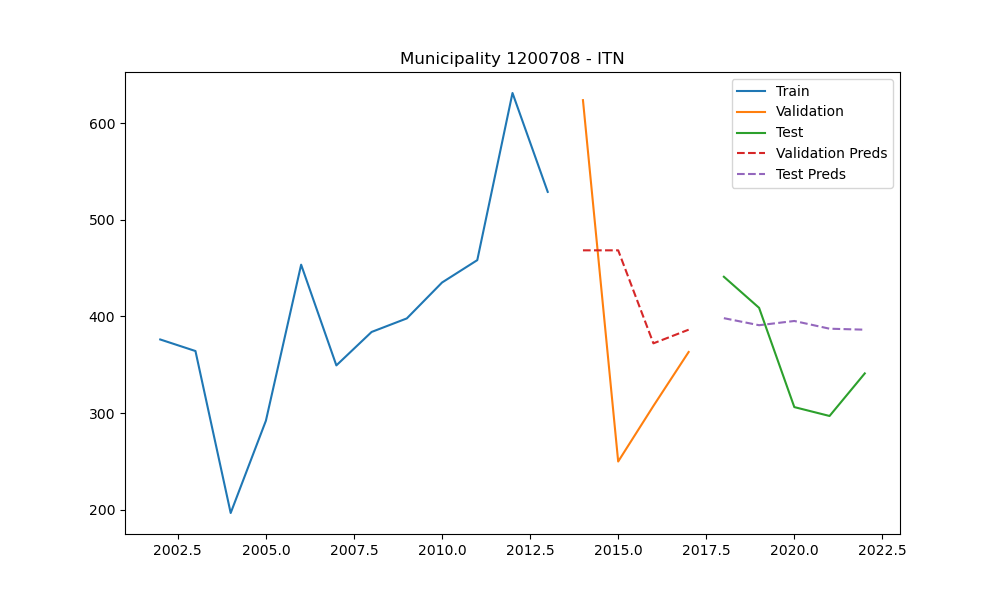 Municipality 1200708 - ITN
Train
Validation
Test
Validation Preds
Test Preds
600
500
400
300
200
2002.5 2005.0 2007.5 2010.0 2012.5 2015.0 2017.5 2020.0 2022.5